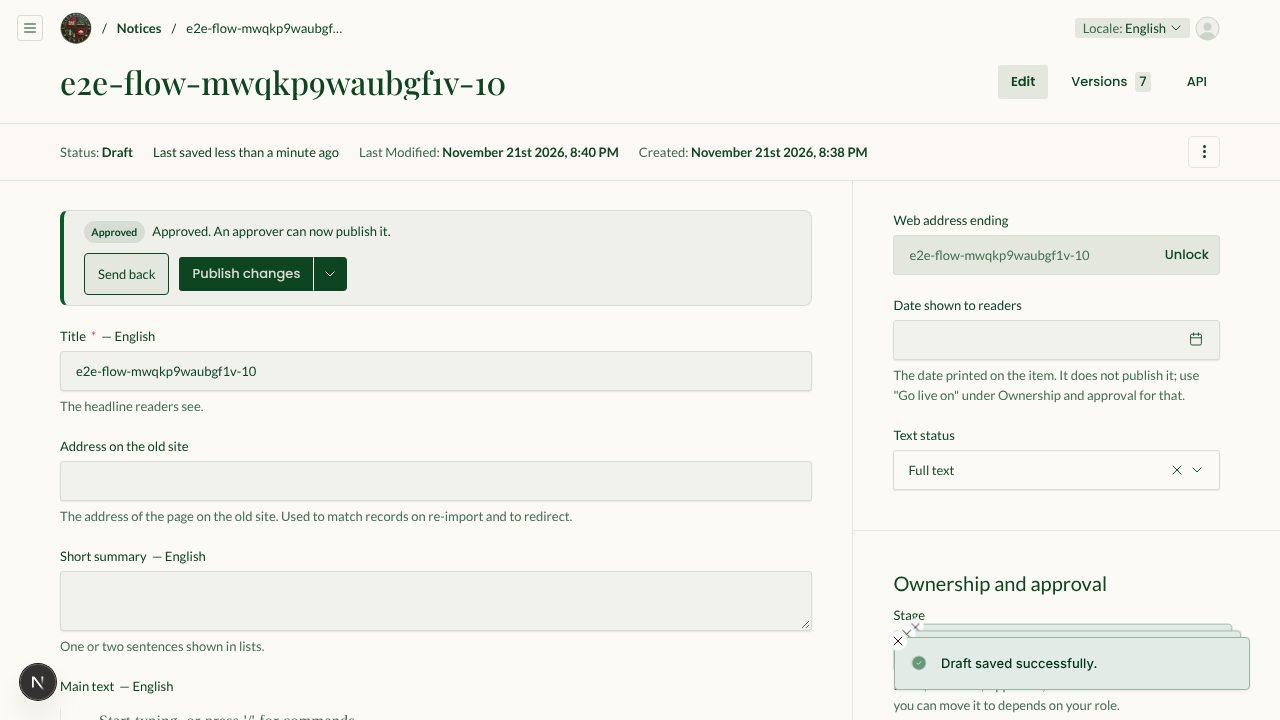 / Notices / e2e-flow-mwqkp9waubgf...
Locale: English
e2e-flow-mwqkp9waubgf1v-10
Edit
Versions 7
API
Status: Draft
Last saved less than a minute ago
Last Modified: November 21st 2026, 8:40 PM
Created: November 21st 2026, 8:38 PM
Approved
Approved. An approver can now publish it.
Send back
Publish changes
Title * — English
e2e-flow-mwqkp9waubgf1v-10
The headline readers see.
Address on the old site
The address of the page on the old site. Used to match records on re-import and to redirect.
Short summary — English
One or two sentences shown in lists.
Main text — English
Start typing, or press '/' for commands
N
Web address ending
e2e-flow-mwqkp9waubgf1v-10
Unlock
Date shown to readers
The date printed on the item. It does not publish it; use
"Go live on" under Ownership and approval for that.
Text status
Full text
Ownership and approval
Stage
Draft saved successfully.
you can move it to depends on your role.